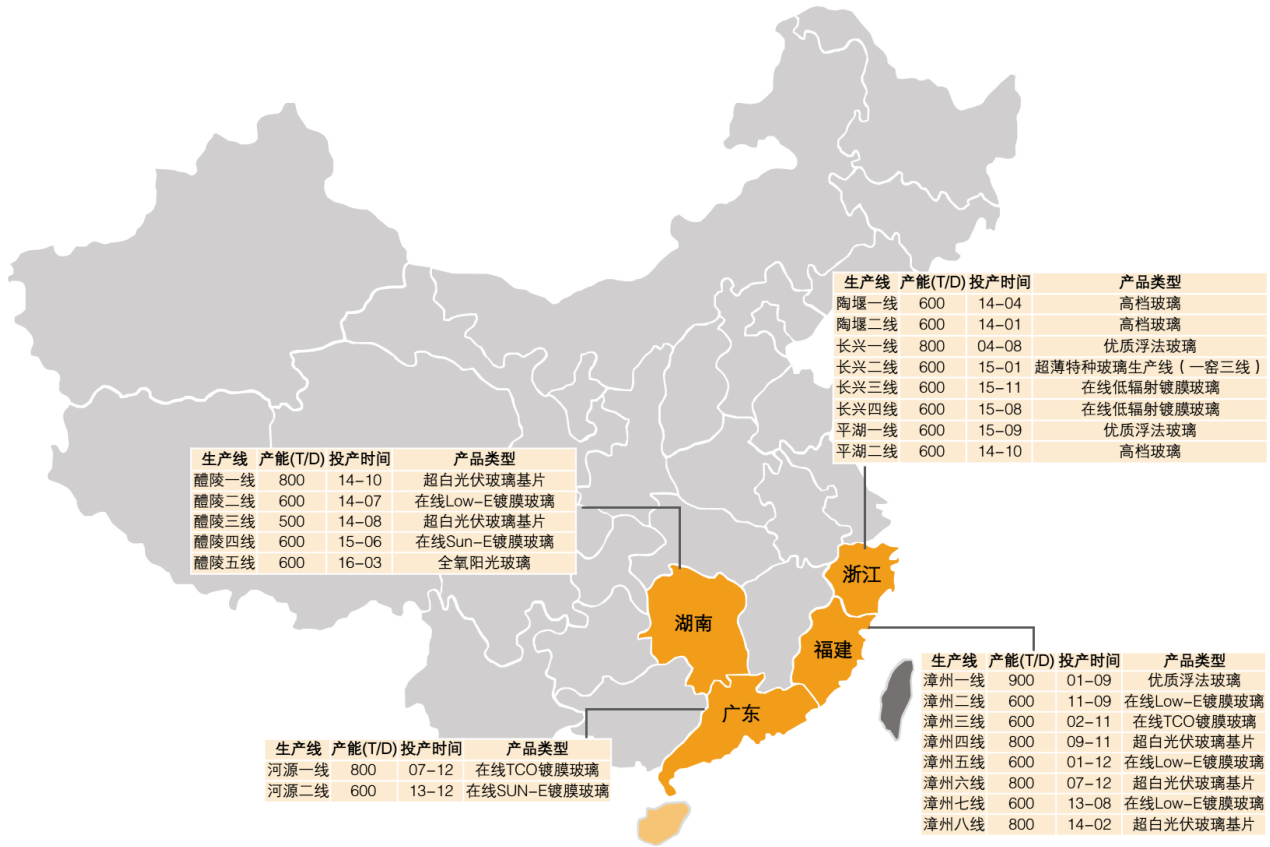 生产线 产能(T/D) 投产时间 产品类型
陶堰一线 600 14-04 高档玻璃
陶堰二线 600 14-01 高档玻璃
长兴一线 800 04-08 优质浮法玻璃
长兴二线 600 15-01 超薄特种玻璃生产线(一窑三线)
长兴三线 600 15-11 在线低辐射镀膜玻璃
长兴四线 600 15-08 在线低辐射镀膜玻璃
平湖一线 600 15-09 优质浮法玻璃
平湖二线 600 14-10 高档玻璃
生产线 产能(T/D) 投产时间 产品类型
醴陵一线 800 14-10 超白光伏玻璃基片
醴陵二线 600 14-07 在线Low-E镀膜玻璃
醴陵三线 500 14-08 超白光伏玻璃基片
醴陵四线 600 15-06 在线Sun-E镀膜玻璃
醴陵五线 600 16-03 全氧阳光玻璃
浙江
湖南
福建
广东
生产线 产能(T/D) 投产时间 产品类型
漳州一线 900 01-09 优质浮法玻璃
漳州二线 600 11-09 在线Low-E镀膜玻璃
漳州三线 600 02-11 在线TCO镀膜玻璃
漳州四线 800 09-11 超白光伏玻璃基片
漳州五线 600 01-12 在线Low-E镀膜玻璃
漳州六线 800 07-12 超白光伏玻璃基片
漳州七线 600 13-08 在线Low-E镀膜玻璃
漳州八线 800 14-02 超白光伏玻璃基片
生产线 产能(T/D) 投产时间 产品类型
河源一线 800 07-12 在线TCO镀膜玻璃
河源二线 600 13-12 在线SUN-E镀膜玻璃